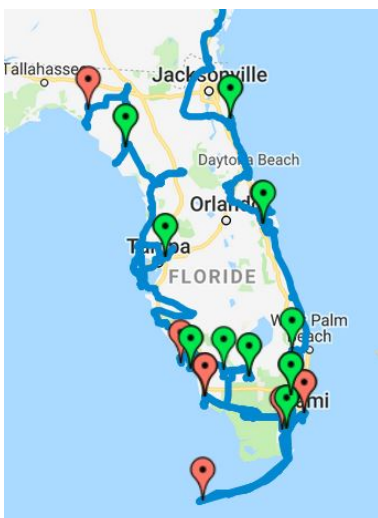 Tallahassee
Jacksonville
Daytona Beach
Orlando
Tampa
FLORIDE
West Palm
Beach
Miami